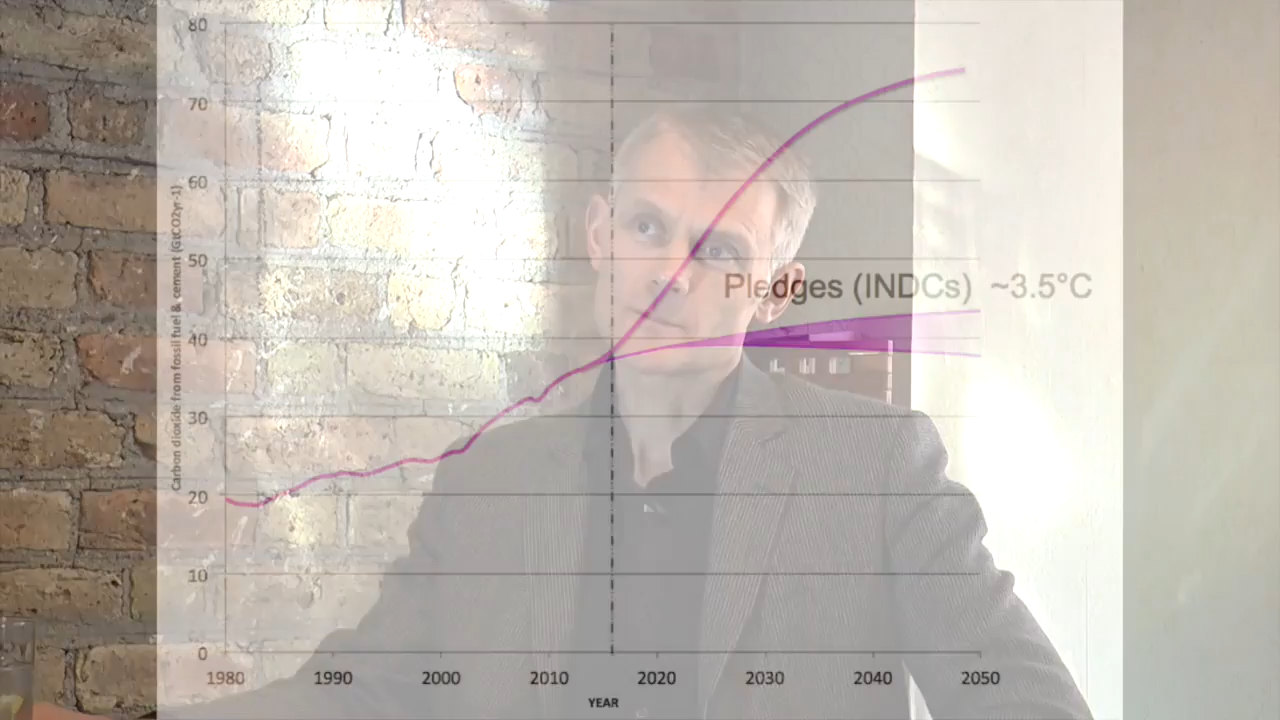 80
70
60
50
40
30
20
10
0
Carbon dioxide from fossil fuel & cement (GtCO2yr-1)
Pledges (INDCs) ~3.5°C
1980 1990 2000 2010 2020 2030 2040 2050
YEAR